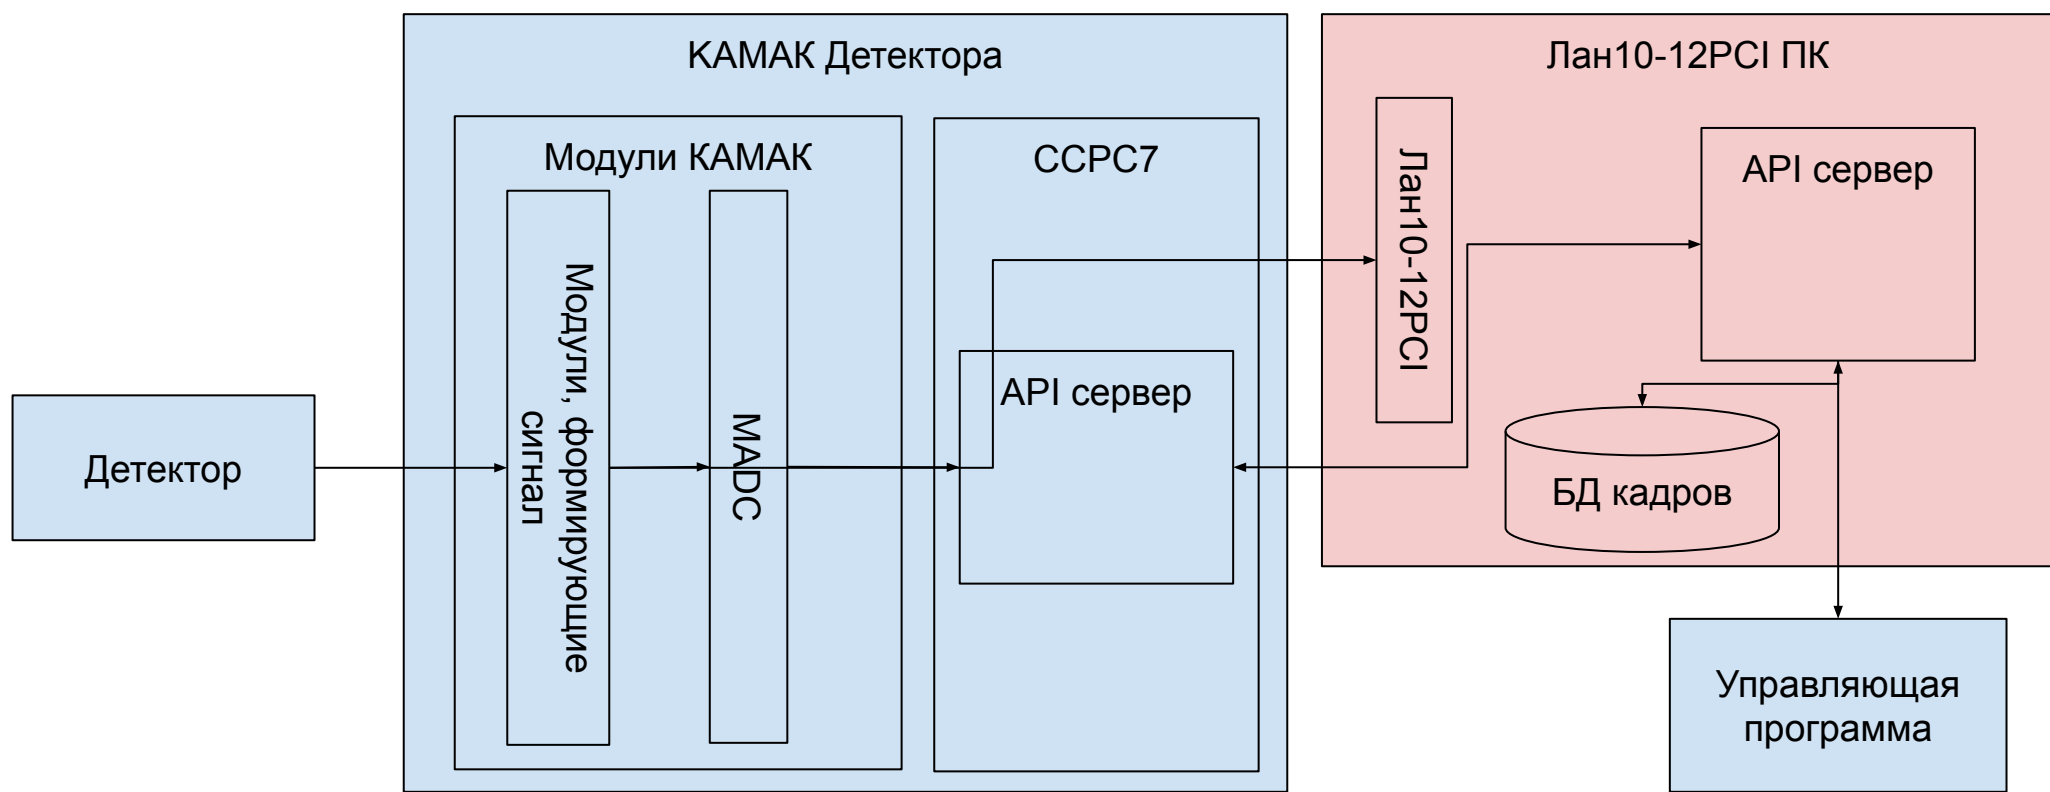 КАМАК Детектора
Лан10-12PCI ПК
Модули КАМАК
CCPC7
API сервер
Модули, формирующие
сигнал
MADC
Лан10-12PCI
API сервер
Детектор
БД кадров
Управляющая
программа